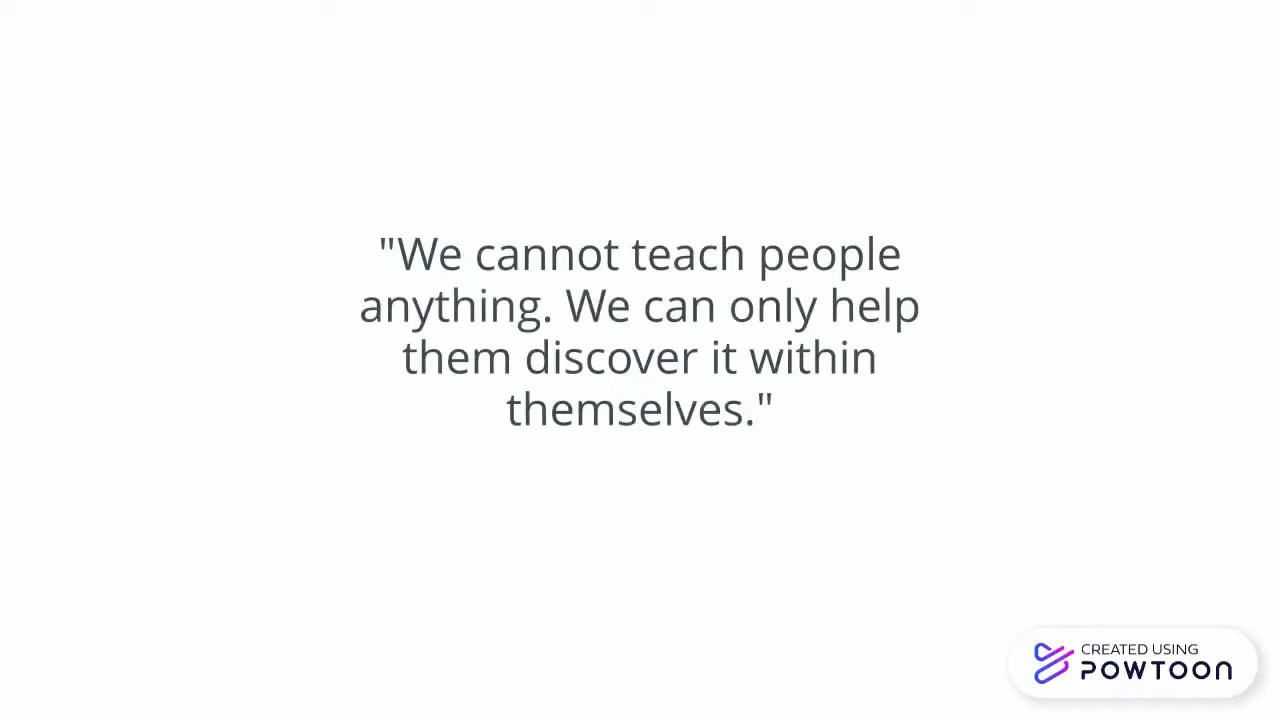 "We cannot teach people
anything. We can only help
them discover it within
themselves."
CREATED USING
POWTOON